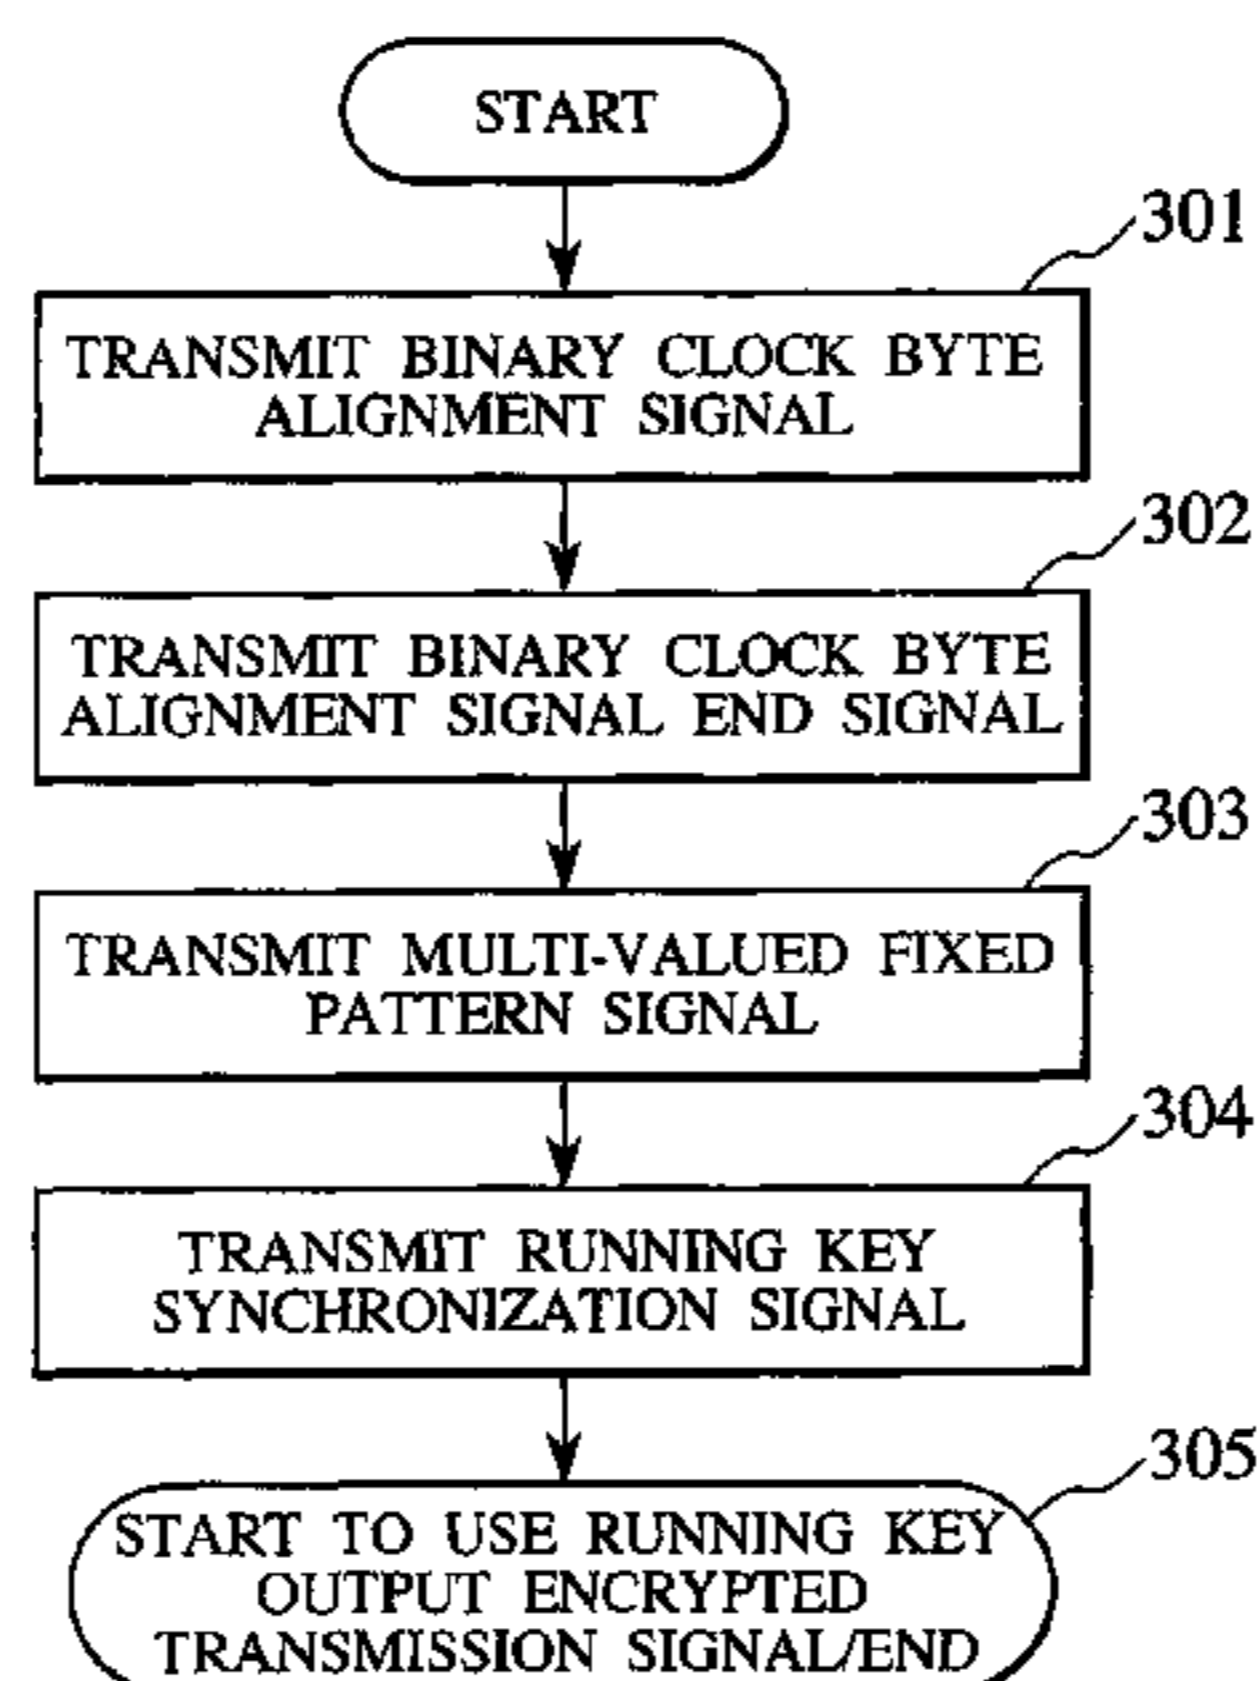 START
301
TRANSMIT BINARY CLOCK BYTE
ALIGNMENT SIGNAL
302
TRANSMIT BINARY CLOCK BYTE
ALIGNMENT SIGNAL END SIGNAL
303
TRANSMIT MULTI-VALUED FIXED
PATTERN SIGNAL
304
TRANSMIT RUNNING KEY
SYNCHRONIZATION SIGNAL
305
START TO USE RUNNING KEY
OUTPUT ENCRYPTED
TRANSMISSION SIGNAL/END